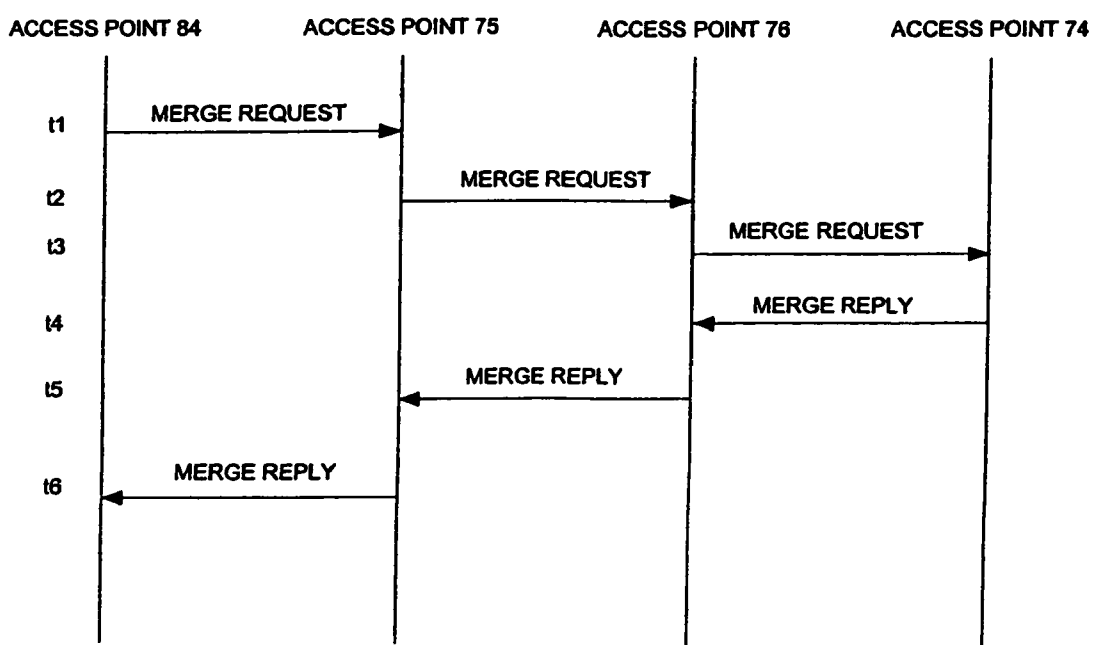 ACCESS POINT 84
ACCESS POINT 75
ACCESS POINT 76
ACCESS POINT 74
t1
MERGE REQUEST
t2
MERGE REQUEST
t3
MERGE REQUEST
t4
MERGE REPLY
t5
MERGE REPLY
t6
MERGE REPLY